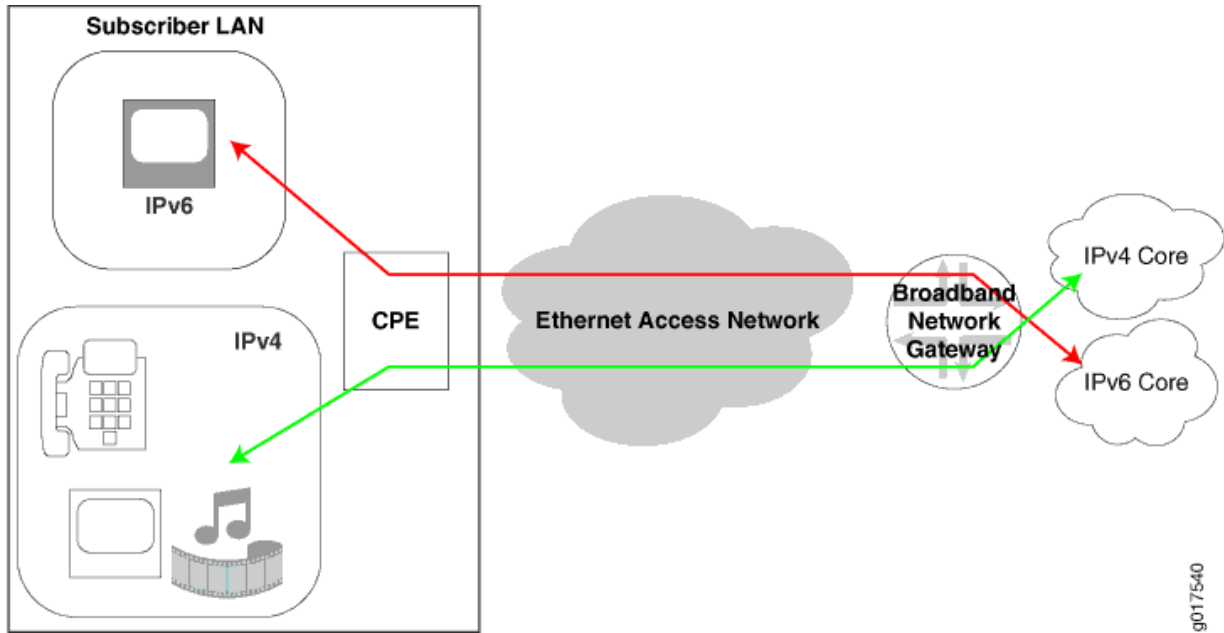 Subscriber LAN
IPv6
IPv4
CPE
Ethernet Access Network
Broadband
Network
Gateway
IPv4 Core
IPv6 Core
g017540